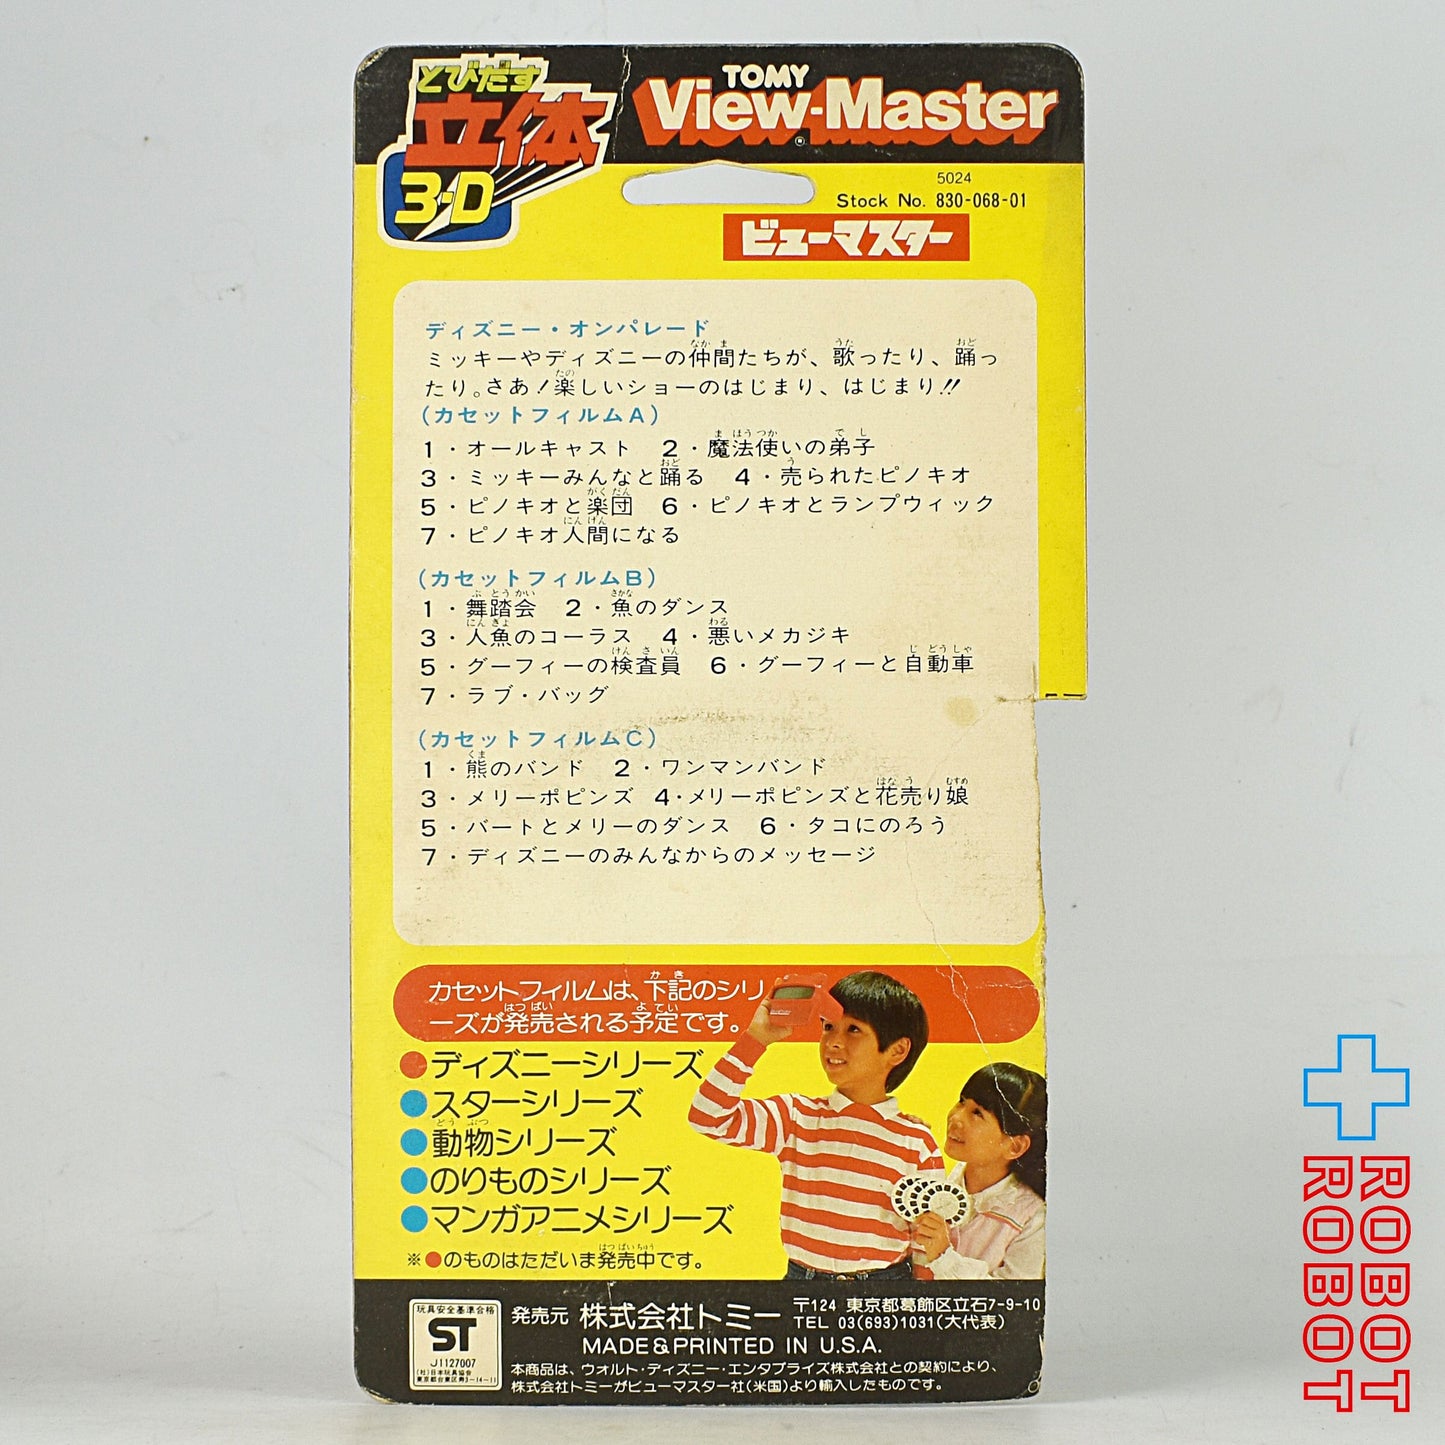 とびだす
立体
3-D
TOMY
View-Master
®
5024
Stock No. 830-068-01
ビューマスター
ディズニー・オンパレード
ミッキーやディズニーの仲間たちが、歌ったり、踊っ
たり。さあ!楽しいショーのはじまり、はじまり!!
(カセットフィルムA)
1・オールキャスト 2・魔法使いの弟子
3・ミッキーみんなと踊る 4・売られたピノキオ
5・ピノキオと楽団 6・ピノキオとランプウィック
7・ピノキオ人間になる
(カセットフィルムB)
1・舞踏会 2・魚のダンス
3・人魚のコーラス 4・悪いメカジキ
5・グーフィーの検査員 6・グーフィーと自動車
7・ラブ・バッグ
(カセットフィルムC)
1・熊のバンド 2・ワンマンバンド
3・メリーポピンズ 4・メリーポピンズと花売り娘
5・バートとメリーのダンス 6・タコにのろう
7・ディズニーのみんなからのメッセージ
カセットフィルムは、下記のシリ
ーズが発売される予定です。
●ディズニーシリーズ
●スターシリーズ
●動物シリーズ
●のりものシリーズ
●マンガアニメシリーズ
※●のものはただいま発売中です。
玩具安全基準合格
ST
J1127007
(社)日本玩具協会
発売元 株式会社トミー 〒124 東京都葛飾区立石7-9-10
TEL 03(693)1031(大代表)
MADE & PRINTED IN U.S.A.
本商品は、ウォルト・ディズニー・エンタプライズ株式会社との契約により、
株式会社トミーがビューマスター社(米国)より輸入したものです。
ROBOT
ROBOT